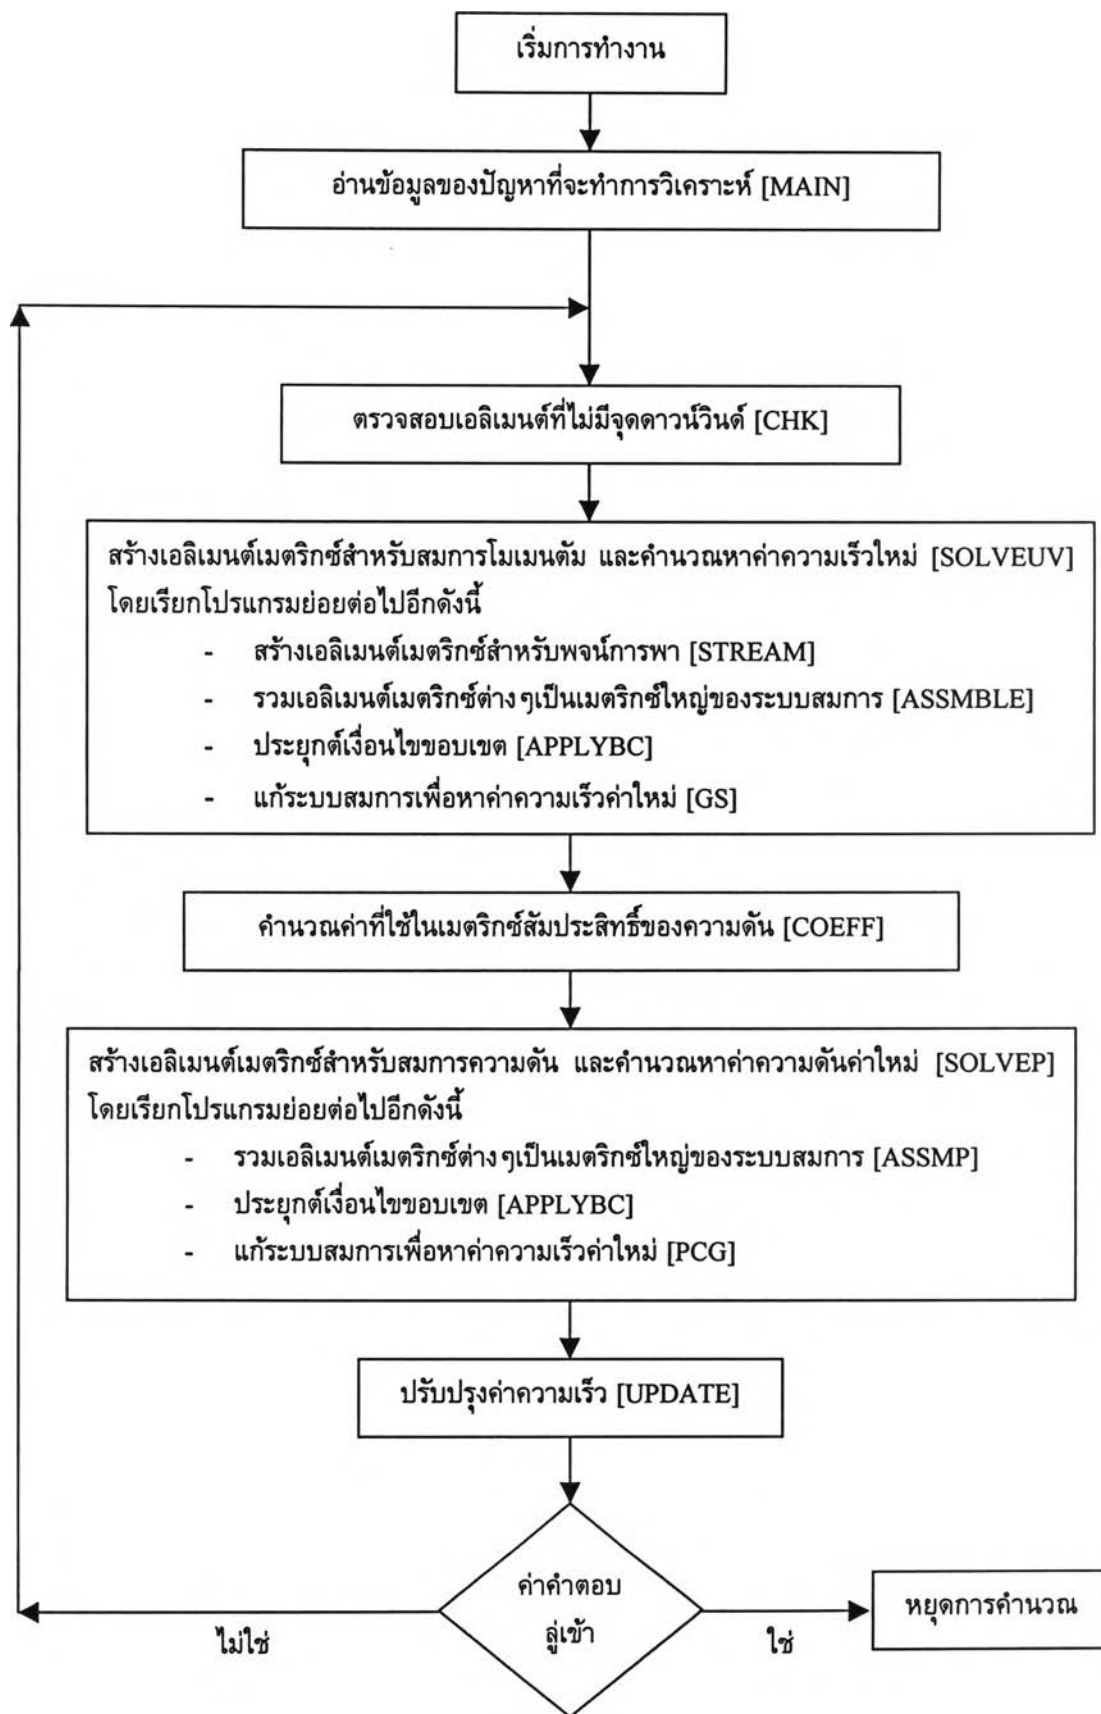 เริ่มการทำงาน
อ่านข้อมูลของปัญหาที่จะทำการวิเคราะห์ [MAIN]
ตรวจสอบเอลิเมนต์ที่ไม่มีจุดดาวน์วินด์ [CHK]
สร้างเอลิเมนต์เมตริกซ์สำหรับสมการโมเมนตัม และคำนวณหาค่าความเร็วใหม่ [SOLVEUV]
โดยเรียกโปรแกรมย่อยต่อไปอีกดังนี้
- สร้างเอลิเมนต์เมตริกซ์สำหรับพจน์การพา [STREAM]
- รวมเอลิเมนต์เมตริกซ์ต่างๆเป็นเมตริกซ์ใหญ่ของระบบสมการ [ASSMBLE]
- ประยุกต์เงื่อนไขขอบเขต [APPLYBC]
- แก้ระบบสมการเพื่อหาค่าความเร็วค่าใหม่ [GS]
คำนวณค่าที่ใช้ในเมตริกซ์สัมประสิทธิ์ของความดัน [COEFF]
สร้างเอลิเมนต์เมตริกซ์สำหรับสมการความดัน และคำนวณหาค่าความดันค่าใหม่ [SOLVEP]
โดยเรียกโปรแกรมย่อยต่อไปอีกดังนี้
- รวมเอลิเมนต์เมตริกซ์ต่างๆเป็นเมตริกซ์ใหญ่ของระบบสมการ [ASSMP]
- ประยุกต์เงื่อนไขขอบเขต [APPLYBC]
- แก้ระบบสมการเพื่อหาค่าความเร็วค่าใหม่ [PCG]
ปรับปรุงค่าความเร็ว [UPDATE]
ค่าคำตอบ
ลู่เข้า
ไม่ใช่
ใช่
หยุดการคำนวณ